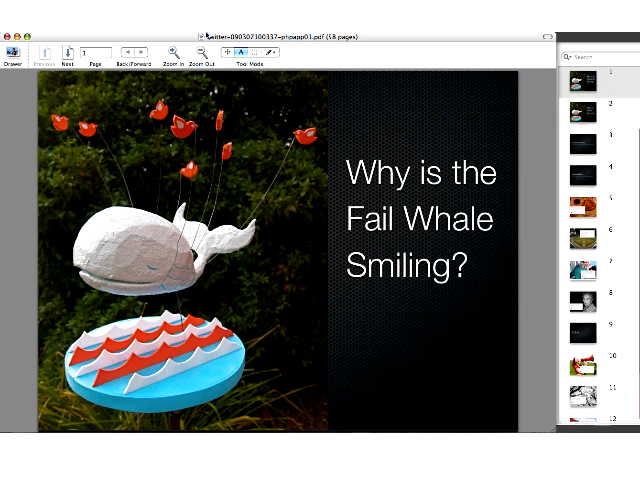 twitter-090307100337-phpapp01.pdf (58 pages)
1
Drawer
Previous
Next
Page
Back/Forward
Zoom In
Zoom Out
A
Tool Mode
Search
Why is the
Fail Whale
Smiling?
1
2
3
4
5
6
7
8
9
10
11
12